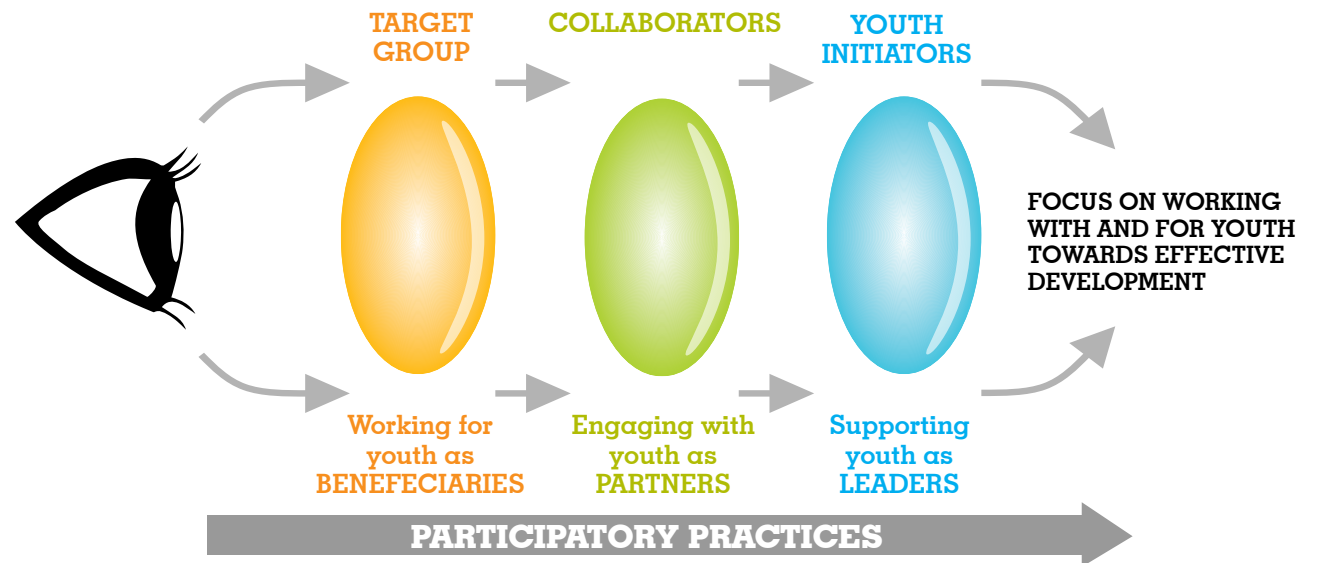 TARGET
GROUP
COLLABORATORS
YOUTH
INITIATORS
FOCUS ON WORKING
WITH AND FOR YOUTH
TOWARDS EFFECTIVE
DEVELOPMENT
Working for
youth as
BENEFECIARIES
Engaging with
youth as
PARTNERS
Supporting
youth as
LEADERS
PARTICIPATORY PRACTICES